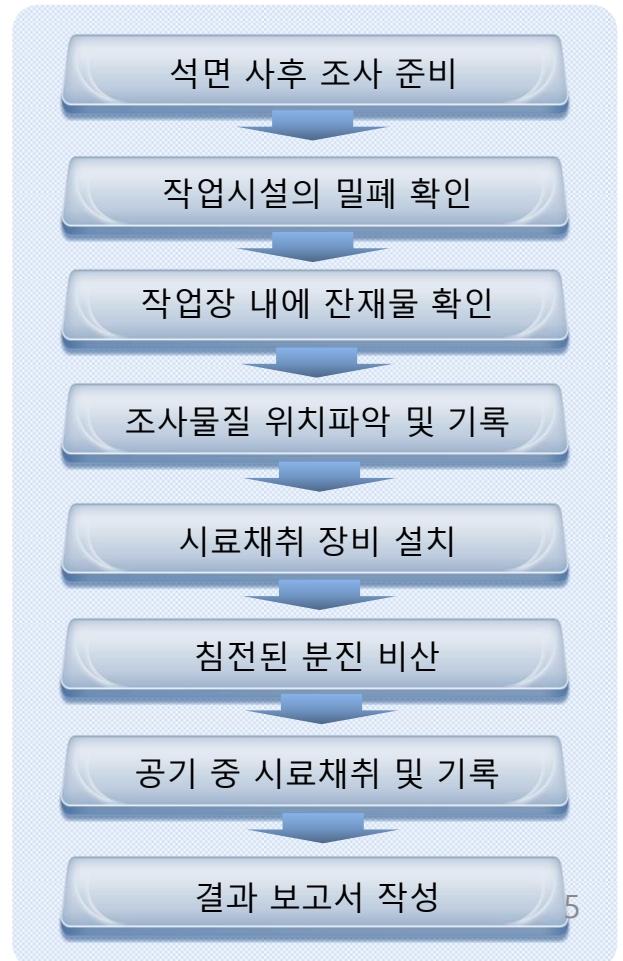 석면 사후 조사 준비
작업시설의 밀폐 확인
작업장 내에 잔재물 확인
조사물질 위치파악 및 기록
시료채취 장비 설치
침전된 분진 비산
공기 중 시료채취 및 기록
결과 보고서 작성
5